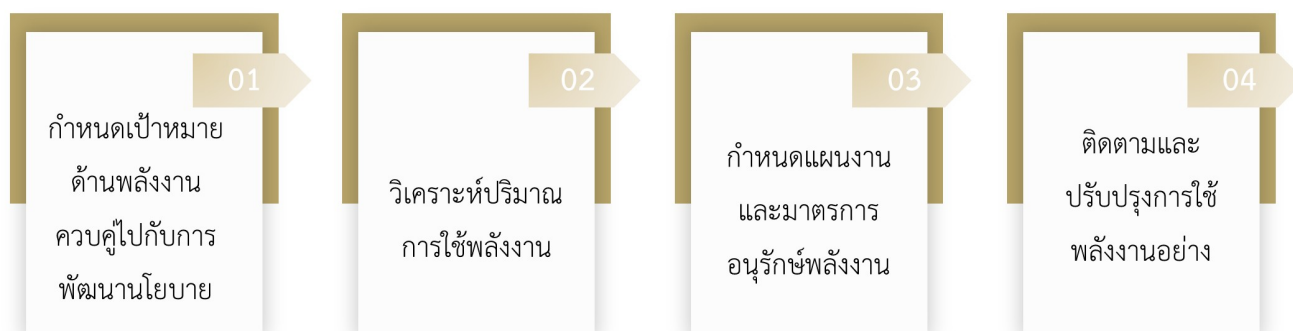 01
กำหนดเป้าหมาย
ด้านพลังงาน
ควบคู่ไปกับการ
พัฒนานโยบาย
02
วิเคราะห์ปริมาณ
การใช้พลังงาน
03
กำหนดแผนงาน
และมาตรการ
อนุรักษ์พลังงาน
04
ติดตามและ
ปรับปรุงการใช้
พลังงานอย่าง